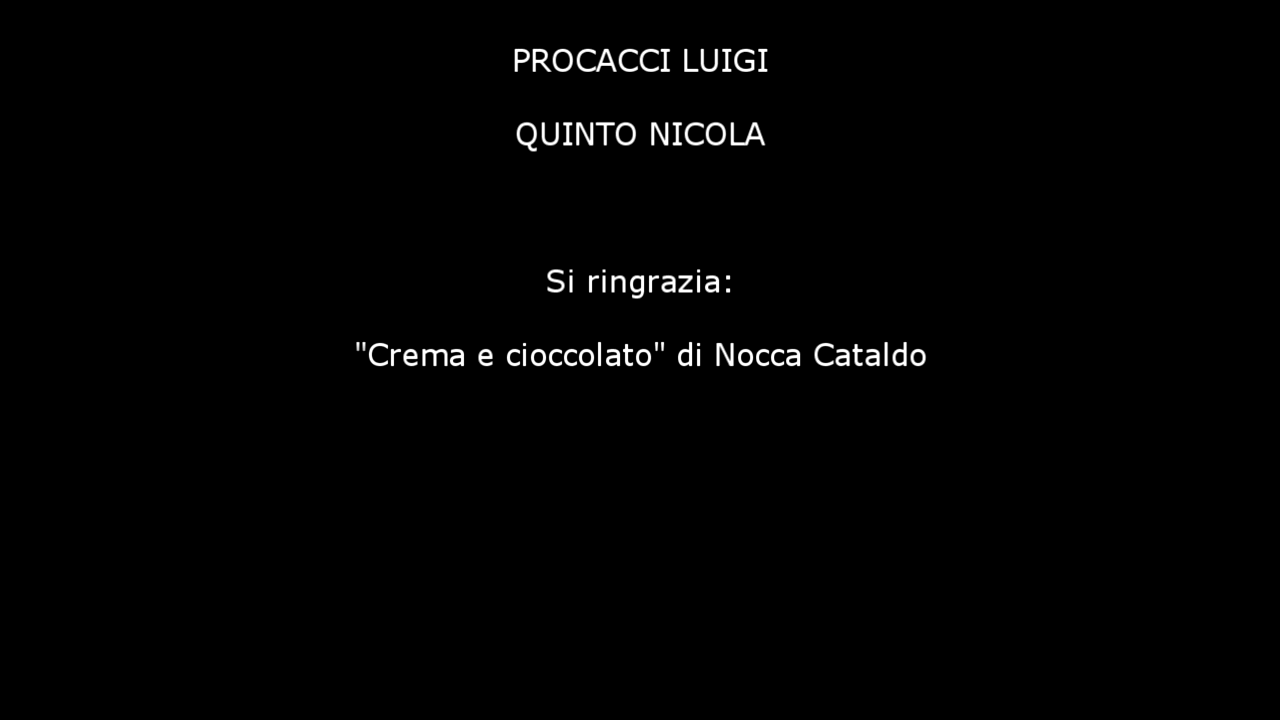 PROCACCI LUIGI
QUINTO NICOLA
Si ringrazia:
"Crema e cioccolato" di Nocca Cataldo